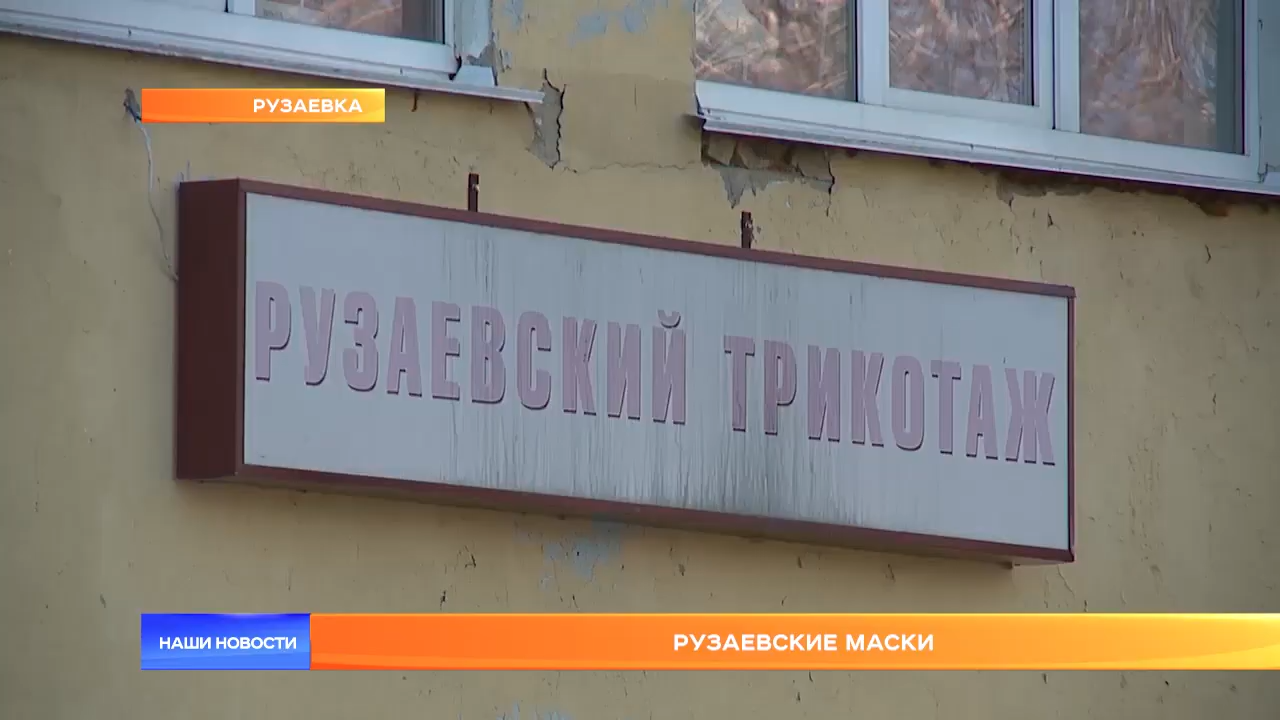 РУЗАЕВКА
РУЗАЕВСКИЙ ТРИКОТАЖ
НАШИ НОВОСТИ
РУЗАЕВСКИЕ МАСКИ